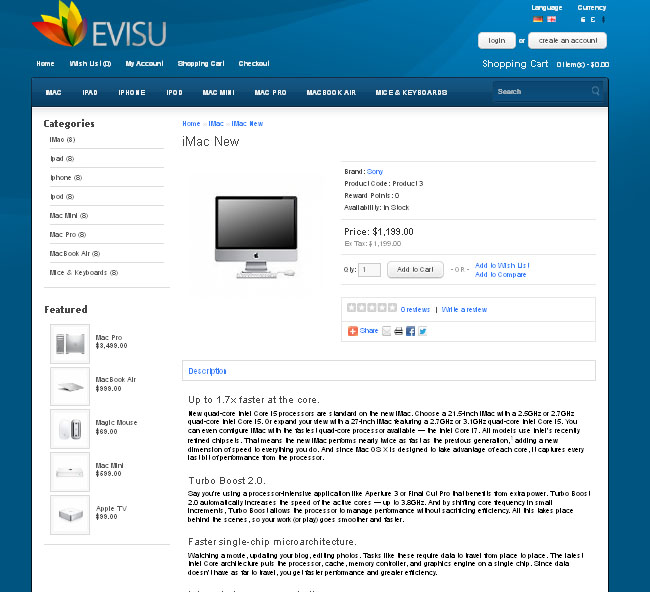 Language
Currency
€ £ $
EVISU
login or create an account
Home Wish List (0) My Account Shopping Cart Checkout
Shopping Cart 0 item(s) - $0.00
IMAC IPAD IPHONE IPOD MAC MINI MAC PRO MACBOOK AIR MICE & KEYBOARDS
Search
Categories
iMac (8)
Ipad (8)
Iphone (8)
Ipod (8)
Mac Mini (8)
Mac Pro (8)
MacBook Air (8)
Mice & Keyboards (8)
Featured
Mac Pro
$3,499.00
MacBook Air
$999.00
Magic Mouse
$69.00
Mac Mini
$599.00
Apple TV
$99.00
Home » iMac » iMac New
iMac New
Brand: Sony
Product Code: Product 3
Reward Points: 0
Availability: In Stock
Price: $1,199.00
Ex Tax: $1,199.00
Qty: 1 Add to Cart - OR - Add to Wish List
Add to Compare
0 reviews | Write a review
Share
Description
Up to 1.7x faster at the core.
New quad-core Intel Core i5 processors are standard on the new iMac. Choose a 21.5-inch iMac with a 2.5GHz or 2.7GHz
quad-core Intel Core i5. Or expand your view with a 27-inch iMac featuring a 2.7GHz or 3.1GHz quad-core Intel Core i5. You
can even configure iMac with the fastest quad-core processor available — the Intel Core i7. All models use Intel's recently
refined chipsets. That means the new iMac performs nearly twice as fast as the previous generation,1 adding a new
dimension of speed to everything you do. And since Mac OS X is designed to take advantage of each core, it captures every
last bit of performance from the processor.
Turbo Boost 2.0.
Say you're using a processor-intensive application like Aperture 3 or Final Cut Pro that benefits from extra power. Turbo Boost
2.0 automatically increases the speed of the active cores — up to 3.8GHz. And by shifting core frequency in small
increments, Turbo Boost allows the processor to manage performance without sacrificing efficiency. All this takes place
behind the scenes, so your work (or play) goes smoother and faster.
Faster single-chip microarchitecture.
Watching a movie, updating your blog, editing photos. Tasks like these require data to travel from place to place. The latest
Intel Core architecture puts the processor, cache, memory controller, and graphics engine on a single chip. Since data
doesn't have as far to travel, you get faster performance and greater efficiency.